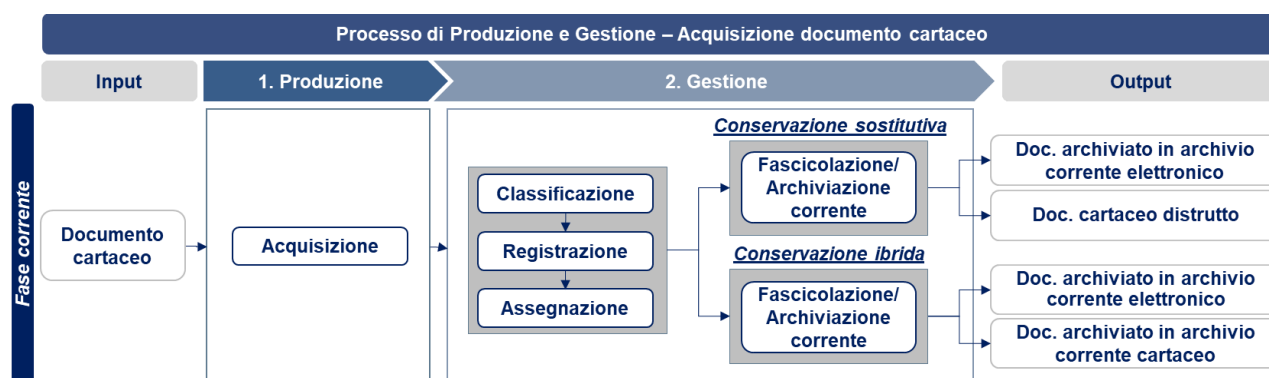 Processo di Produzione e Gestione – Acquisizione documento cartaceo
Input
1. Produzione
2. Gestione
Output
Fase corrente
Documento
cartaceo
Acquisizione
Classificazione
Registrazione
Assegnazione
Conservazione sostitutiva
Fascicolazione/
Archiviazione
corrente
Conservazione ibrida
Fascicolazione/
Archiviazione
corrente
Doc. archiviato in archivio
corrente elettronico
Doc. cartaceo distrutto
Doc. archiviato in archivio
corrente elettronico
Doc. archiviato in archivio
corrente cartaceo